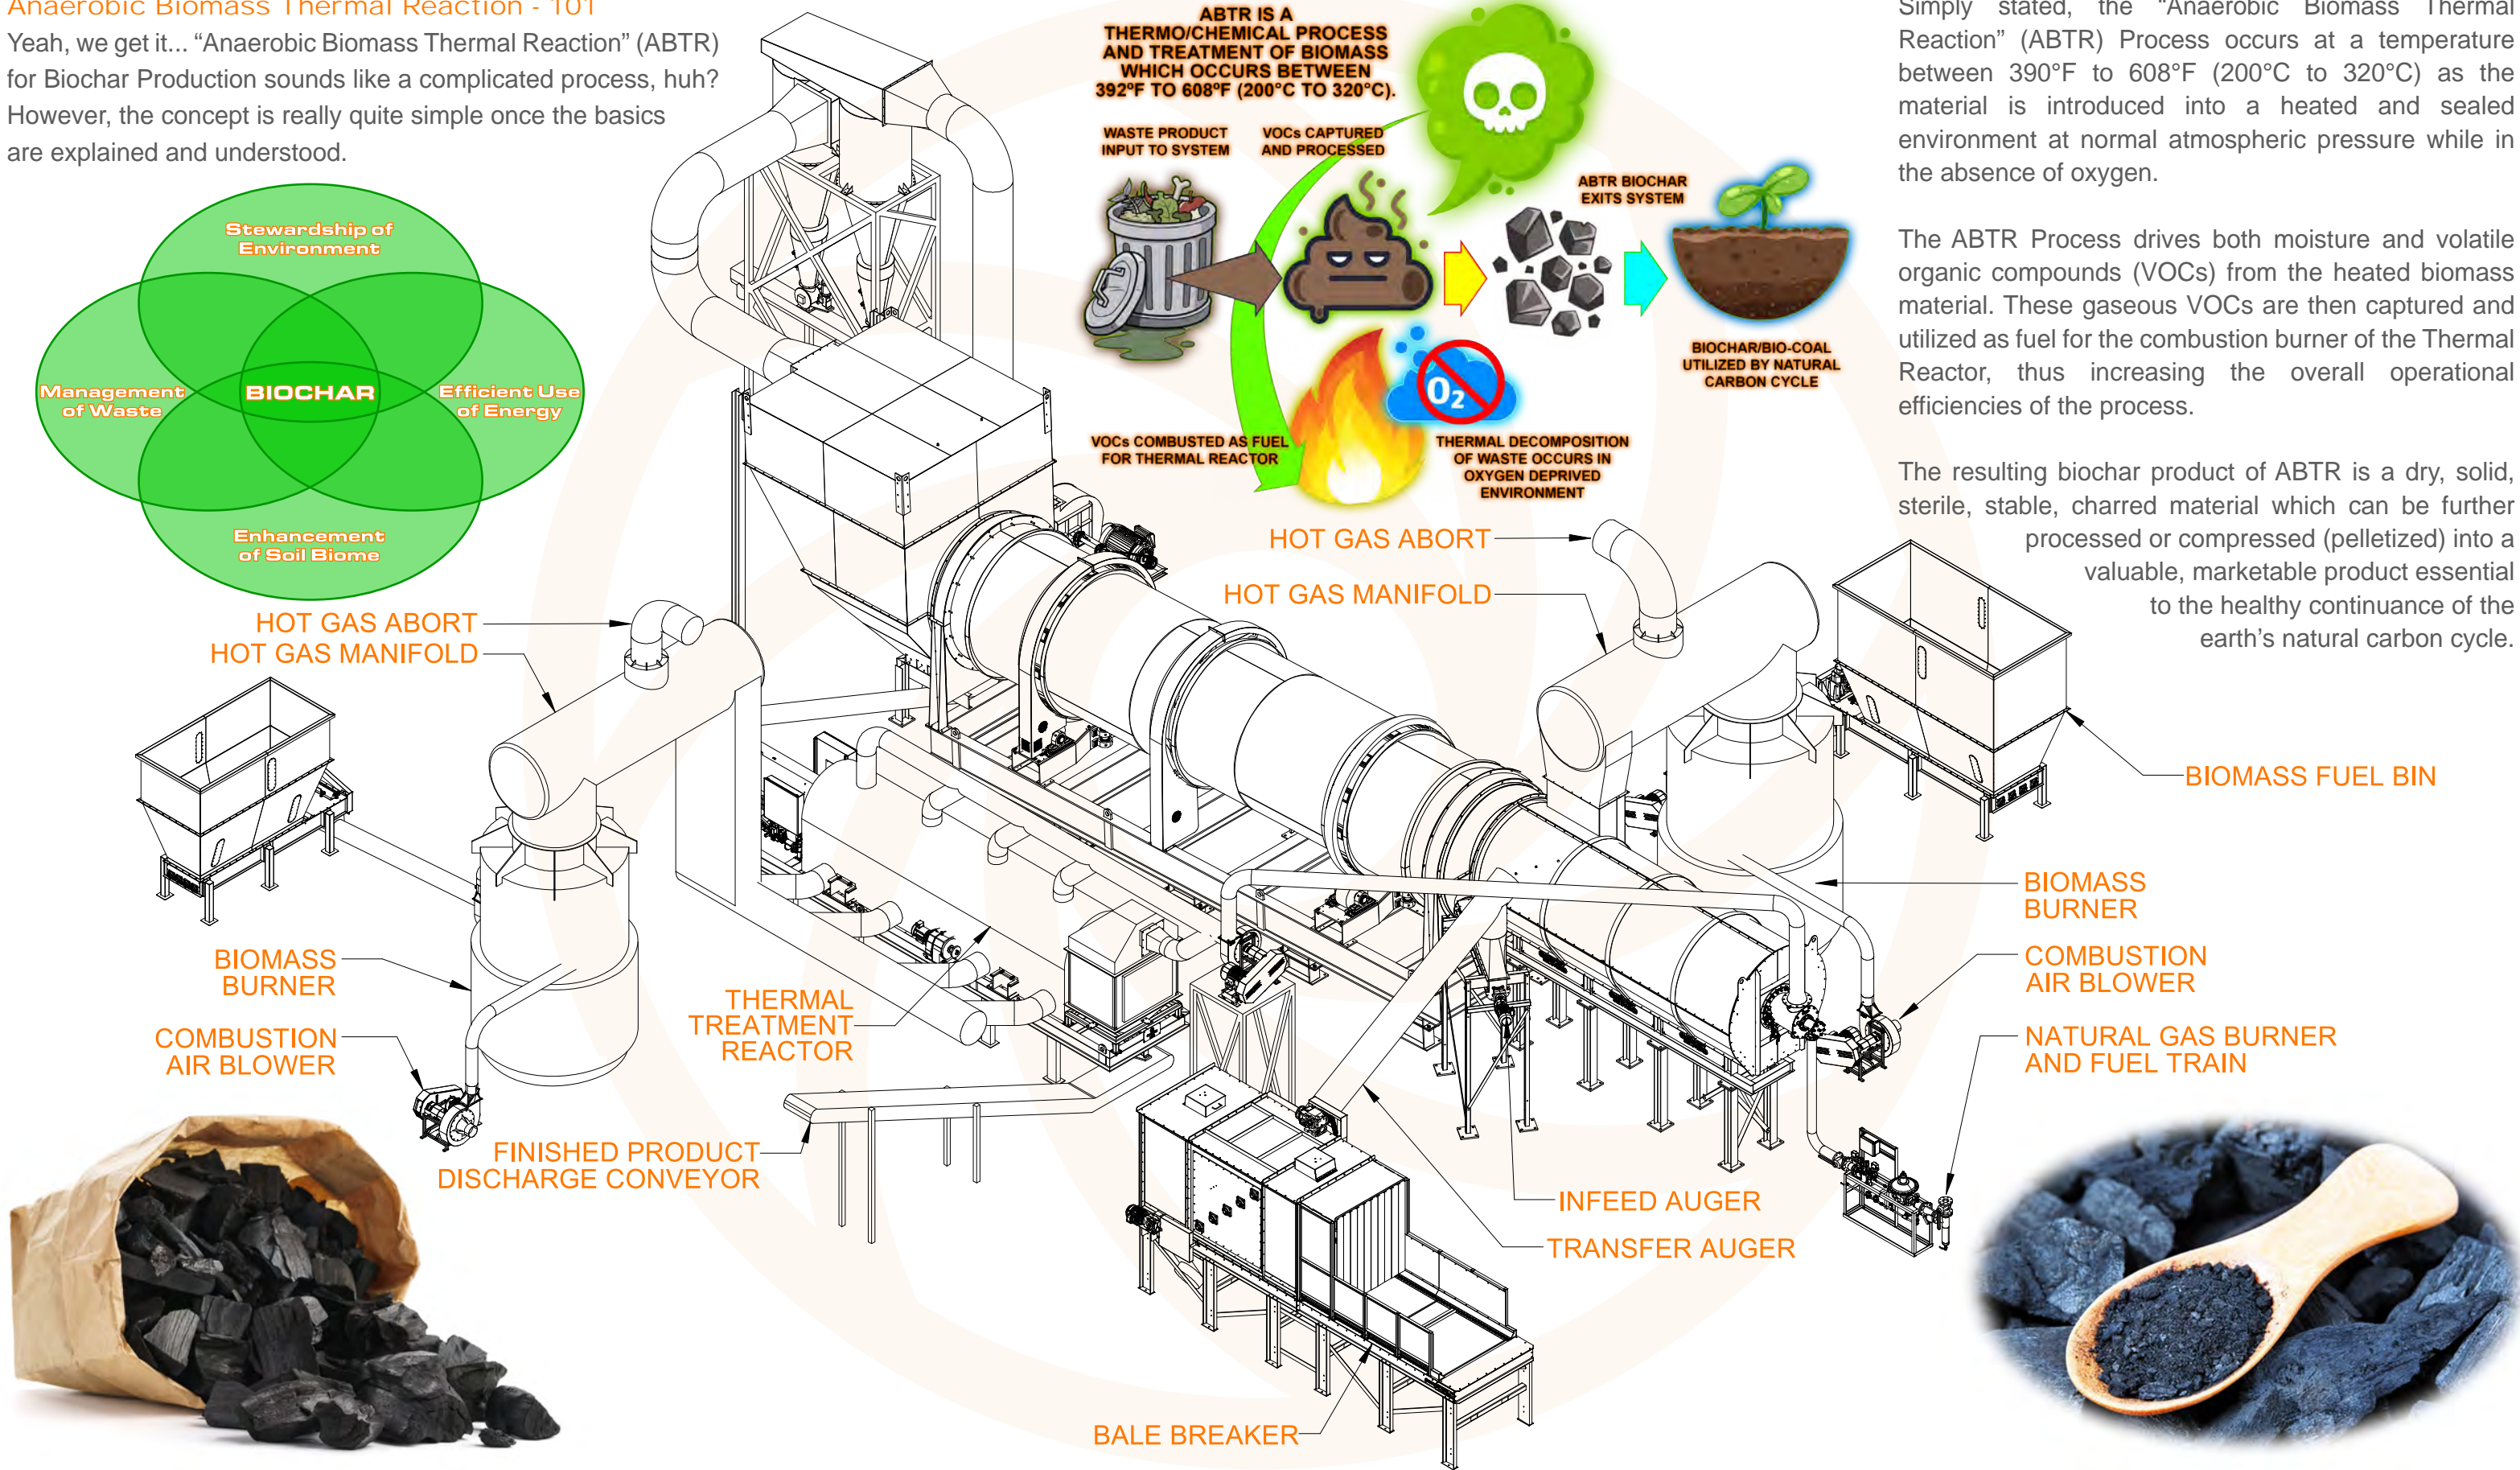 Anaerobic Biomass Thermal Reaction - 101
Yeah, we get it... “Anaerobic Biomass Thermal Reaction” (ABTR)
for Biochar Production sounds like a complicated process, huh?
However, the concept is really quite simple once the basics
are explained and understood.
Stewardship of
Environment
Management
of Waste
BIOCHAR
Efficient Use
of Energy
Enhancement
of Soil Biome
ABTR IS A
THERMO/CHEMICAL PROCESS
AND TREATMENT OF BIOMASS
WHICH OCCURS BETWEEN
392ºF TO 608ºF (200°C TO 320°C).
WASTE PRODUCT
INPUT TO SYSTEM
VOCs CAPTURED
AND PROCESSED
ABTR BIOCHAR
EXITS SYSTEM
BIOCHAR/BIO-COAL
UTILIZED BY NATURAL
CARBON CYCLE
O2
VOCs COMBUSTED AS FUEL
FOR THERMAL REACTOR
THERMAL DECOMPOSITION
OF WASTE OCCURS IN
OXYGEN DEPRIVED
ENVIRONMENT
Simply stated, the “Anaerobic Biomass Thermal
Reaction” (ABTR) Process occurs at a temperature
between 390°F to 608°F (200°C to 320°C) as the
material is introduced into a heated and sealed
environment at normal atmospheric pressure while in
the absence of oxygen.
The ABTR Process drives both moisture and volatile
organic compounds (VOCs) from the heated biomass
material. These gaseous VOCs are then captured and
utilized as fuel for the combustion burner of the Thermal
Reactor, thus increasing the overall operational
efficiencies of the process.
The resulting biochar product of ABTR is a dry, solid,
sterile, stable, charred material which can be further
processed or compressed (pelletized) into a
valuable, marketable product essential
to the healthy continuance of the
earth’s natural carbon cycle.
HOT GAS ABORT
HOT GAS MANIFOLD
HOT GAS ABORT
HOT GAS MANIFOLD
BIOMASS FUEL BIN
BIOMASS
BURNER
COMBUSTION
AIR BLOWER
NATURAL GAS BURNER
AND FUEL TRAIN
BIOMASS
BURNER
COMBUSTION
AIR BLOWER
THERMAL
TREATMENT
REACTOR
FINISHED PRODUCT
DISCHARGE CONVEYOR
INFEED AUGER
TRANSFER AUGER
BALE BREAKER